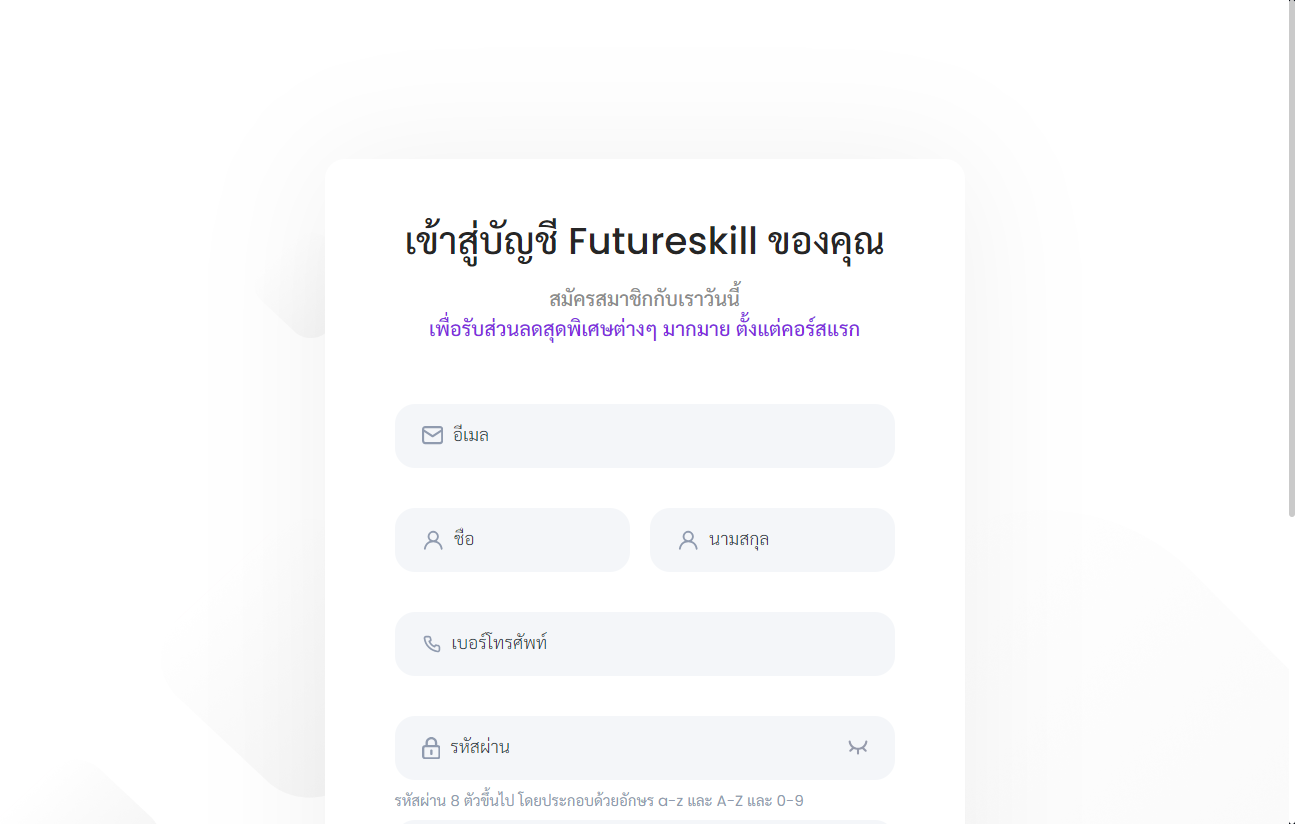 เข้าสู่บัญชี Futureskill ของคุณ
สมัครสมาชิกกับเราวันนี้
เพื่อรับส่วนลดสุดพิเศษต่างๆ มากมาย ตั้งแต่คอร์สแรก
อีเมล
ชื่อ
นามสกุล
เบอร์โทรศัพท์
รหัสผ่าน
รหัสผ่าน 8 ตัวขึ้นไป โดยประกอบด้วยอักษร a-z และ A-Z และ 0-9